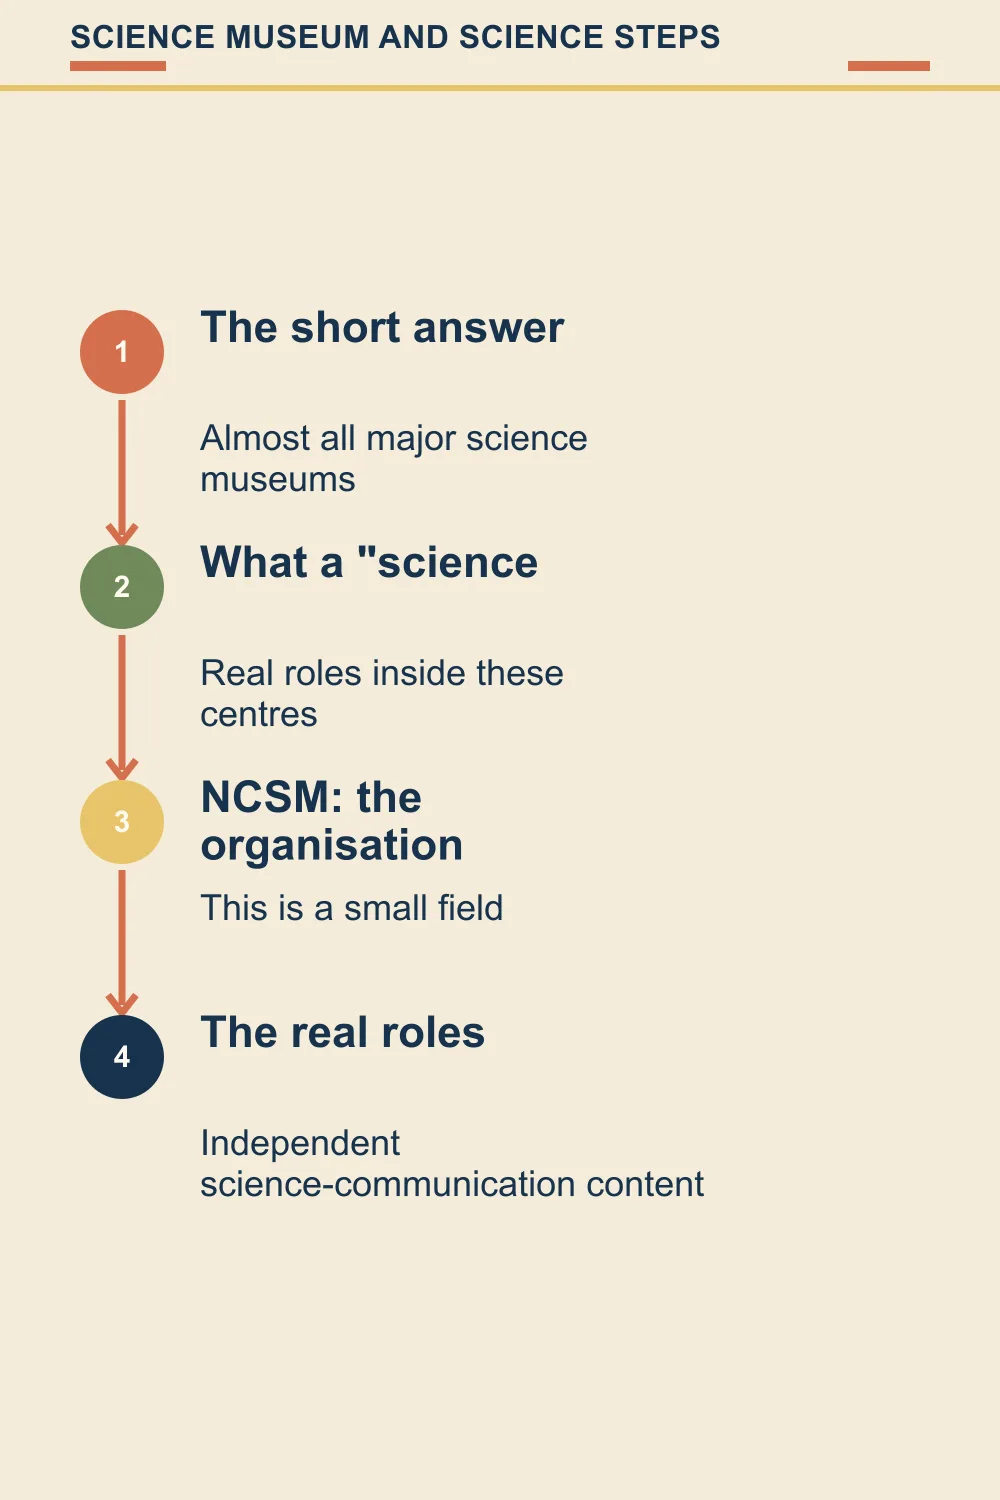 SCIENCE MUSEUM AND SCIENCE STEPS
1
The short answer
Almost all major science
museums
2
What a "science
Real roles inside these
centres
3
NCSM: the
organisation
This is a small field
4
The real roles
Independent
science-communication content